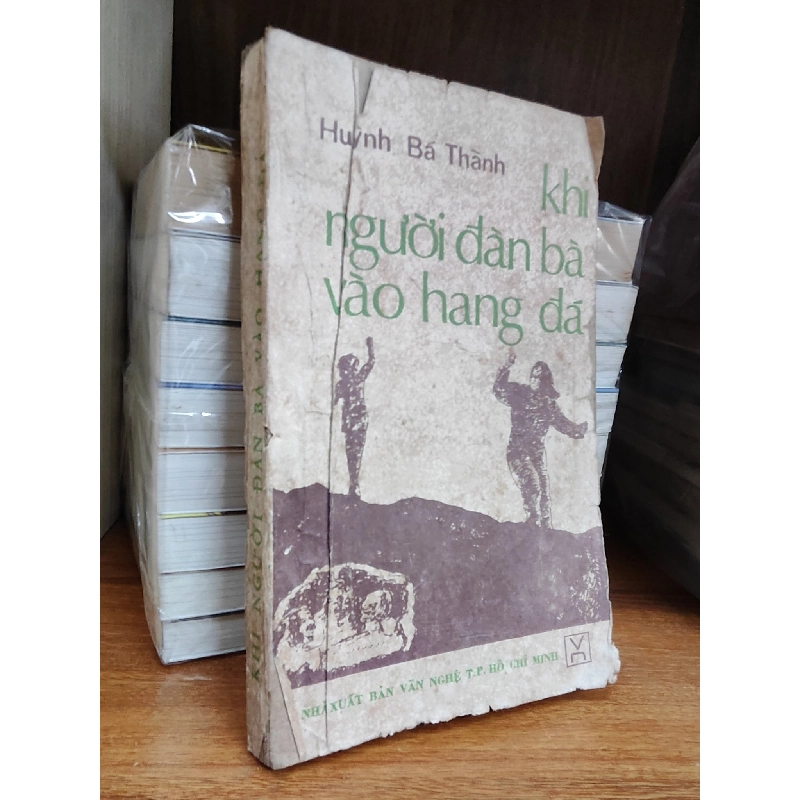 Huỳnh Bá Thành
khi
người đàn bà
vào hang đá
NHÀ XUẤT BẢN VĂN NGHỆ T.P. HỒ CHÍ MINH
VN
KHI NGƯỜI ĐÀN BÀ VÀO HANG ĐÁ